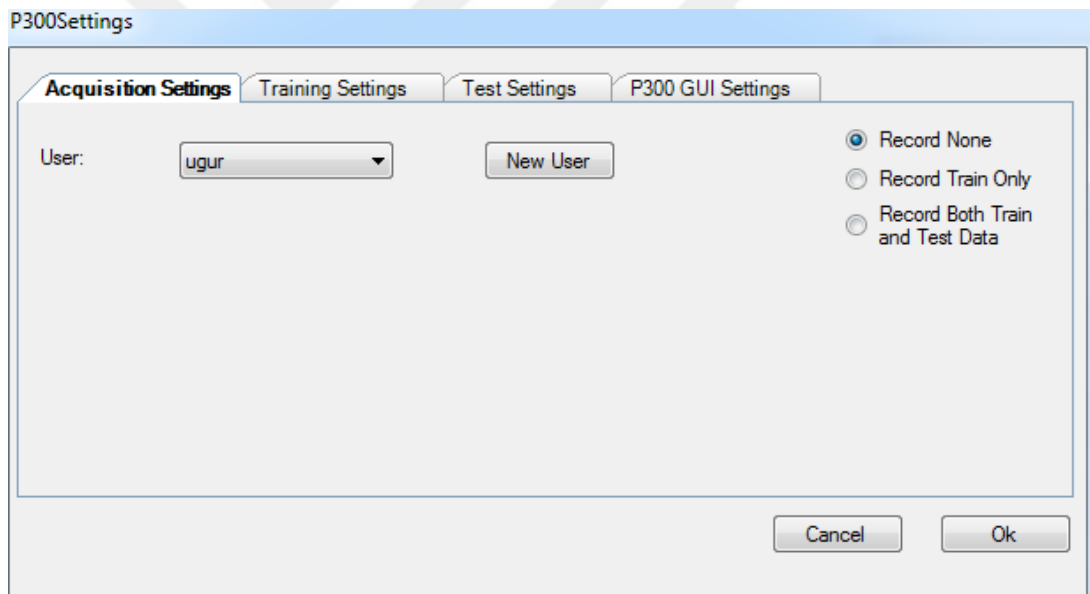 P300Settings
Acquisition Settings Training Settings Test Settings P300 GUI Settings
User: ugur New User
Record None
Record Train Only
Record Both Train
and Test Data
Cancel Ok